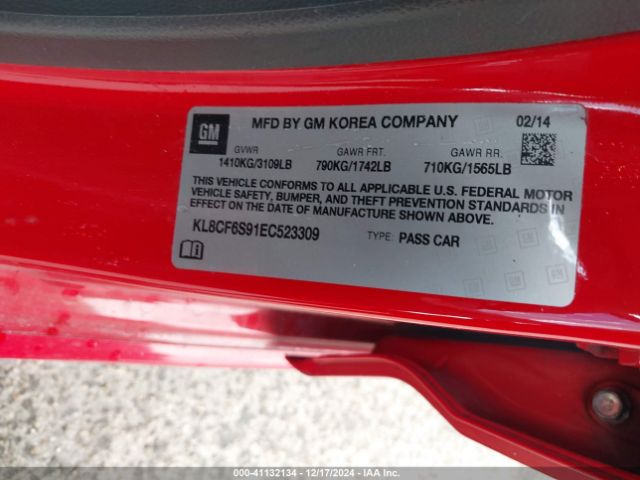 GM
MFD BY GM KOREA COMPANY 02/14
GVWR GAWR FRT. GAWR RR.
1410KG/3109LB 790KG/1742LB 710KG/1565LB
THIS VEHICLE CONFORMS TO ALL APPLICABLE U.S. FEDERAL MOTOR
VEHICLE SAFETY, BUMPER, AND THEFT PREVENTION STANDARDS IN
EFFECT ON THE DATE OF MANUFACTURE SHOWN ABOVE.
KL8CF6S91EC523309 TYPE: PASS CAR
000-41132134 - 12/17/2024 - IAA Inc.